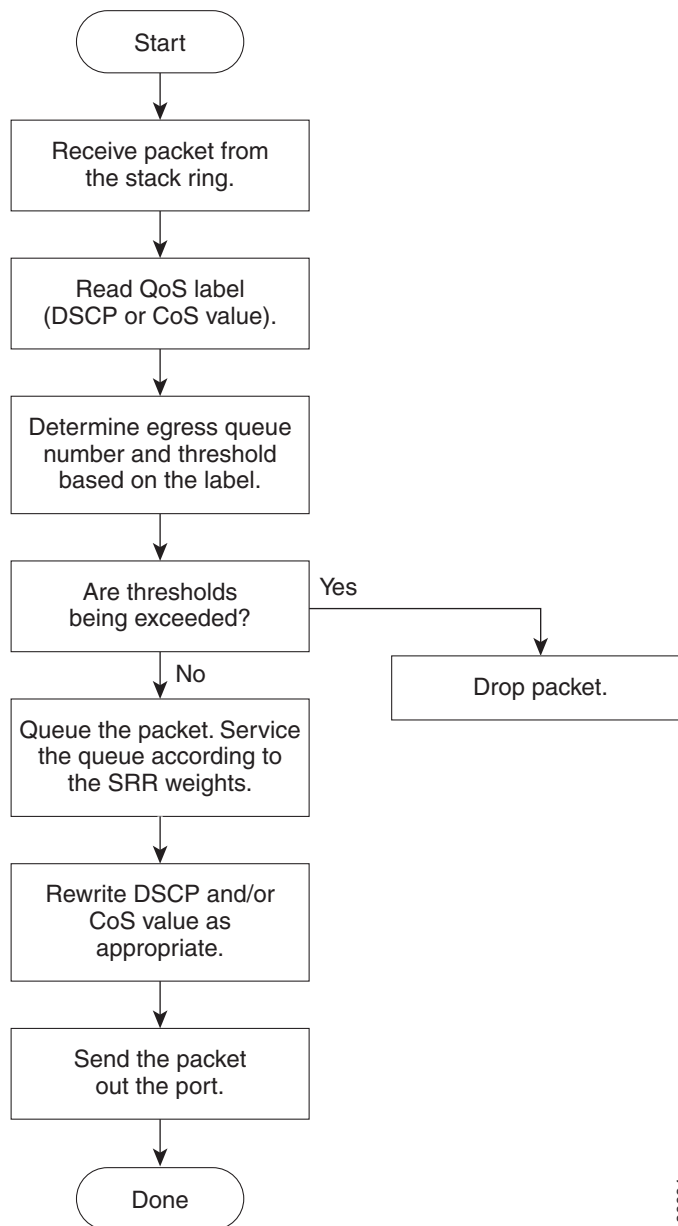 Start
Receive packet from
the stack ring.
Read QoS label
(DSCP or CoS value).
Determine egress queue
number and threshold
based on the label.
Are thresholds
being exceeded?
Yes
No
Drop packet.
Queue the packet. Service
the queue according to
the SRR weights.
Rewrite DSCP and/or
CoS value as
appropriate.
Send the packet
out the port.
Done